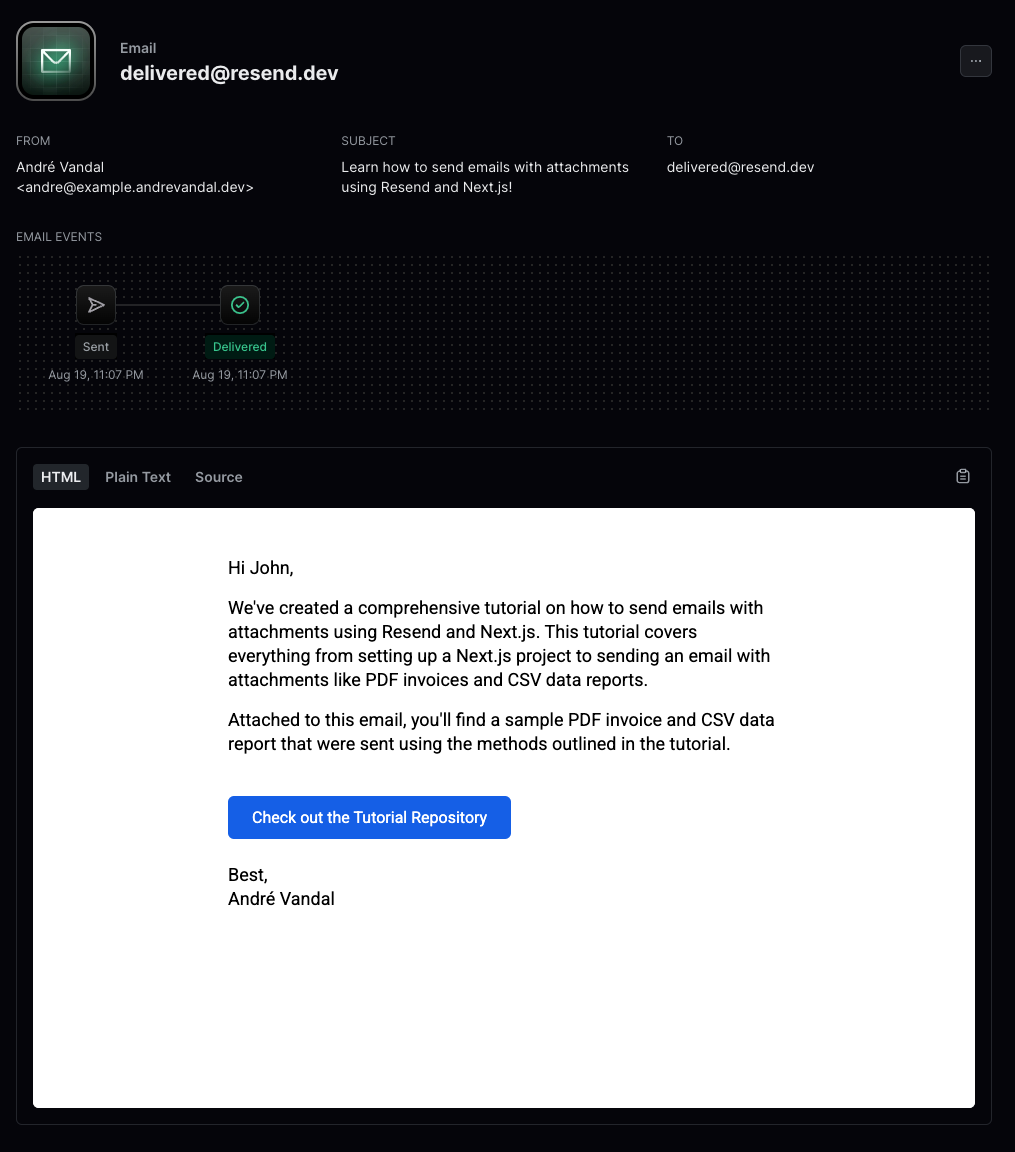 Email
delivered@resend.dev
FROM
SUBJECT
TO
André Vandal
<andre@example.andrevandal.dev>
Learn how to send emails with attachments
using Resend and Next.js!
delivered@resend.dev
EMAIL EVENTS
Sent
Delivered
Aug 19, 11:07 PM
Aug 19, 11:07 PM
HTML
Plain Text
Source
Hi John,
We've created a comprehensive tutorial on how to send emails with
attachments using Resend and Next.js. This tutorial covers
everything from setting up a Next.js project to sending an email with
attachments like PDF invoices and CSV data reports.
Attached to this email, you'll find a sample PDF invoice and CSV data
report that were sent using the methods outlined in the tutorial.
Check out the Tutorial Repository
Best,
André Vandal